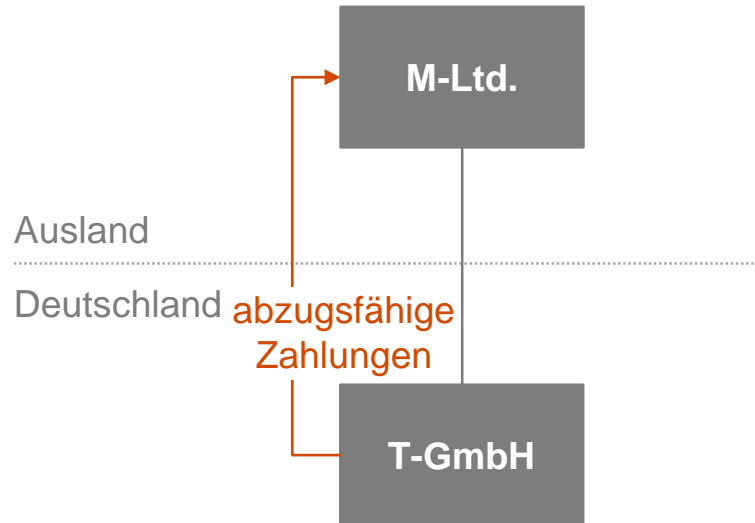 M-Ltd.
Ausland
Deutschland
abzugsfähige
Zahlungen
T-GmbH